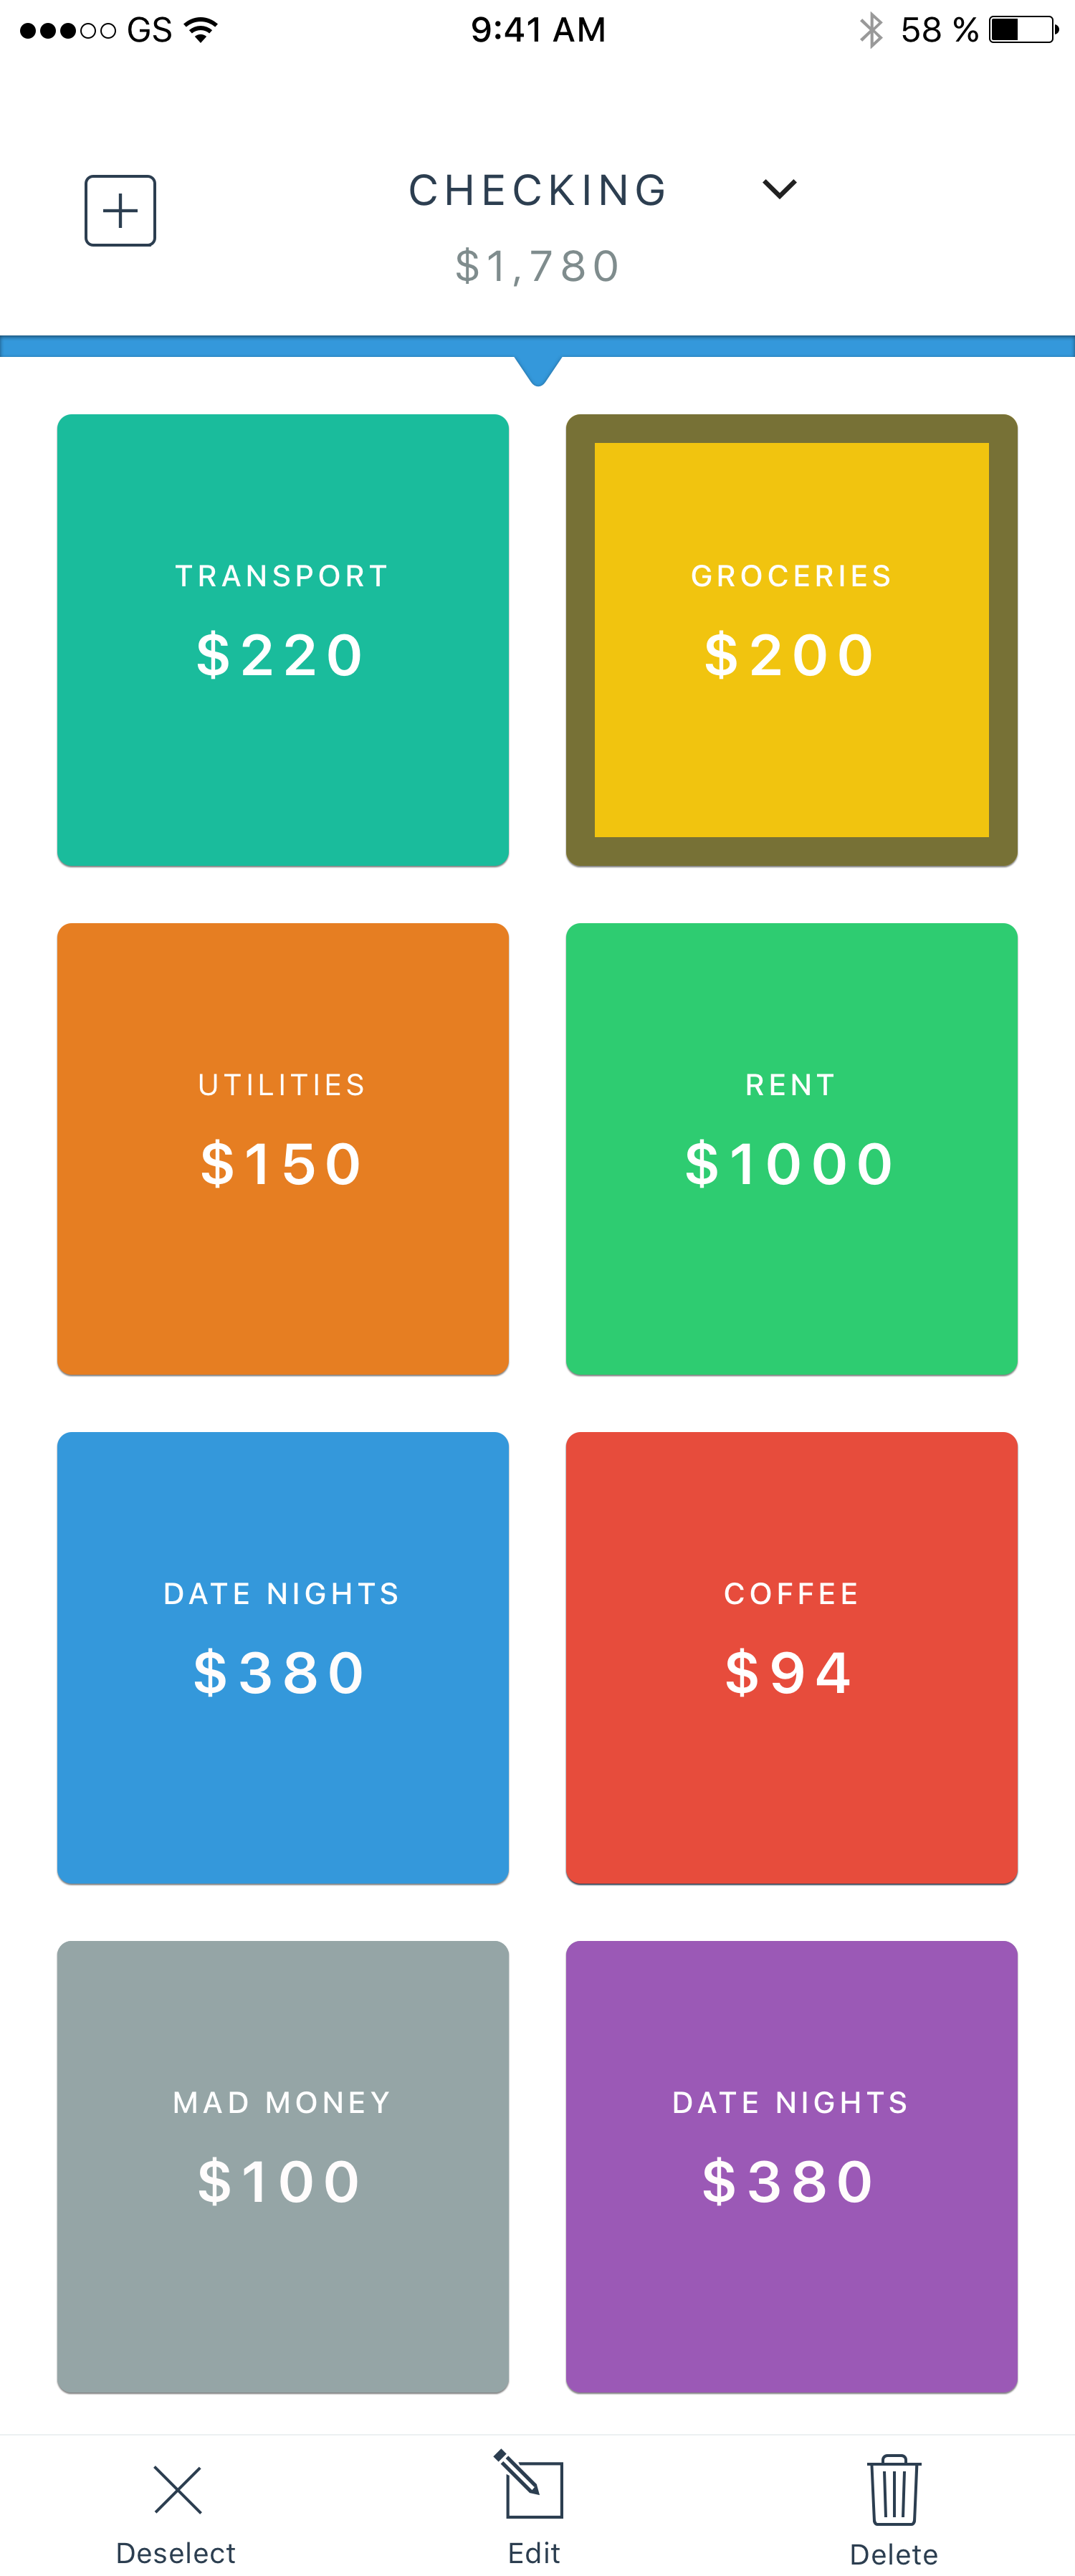 GS 9:41 AM 58 %
CHECKING
$1,780
TRANSPORT
$220
GROCERIES
$200
UTILITIES
$150
RENT
$1000
DATE NIGHTS
$380
COFFEE
$94
MAD MONEY
$100
DATE NIGHTS
$380
Deselect
Edit
Delete